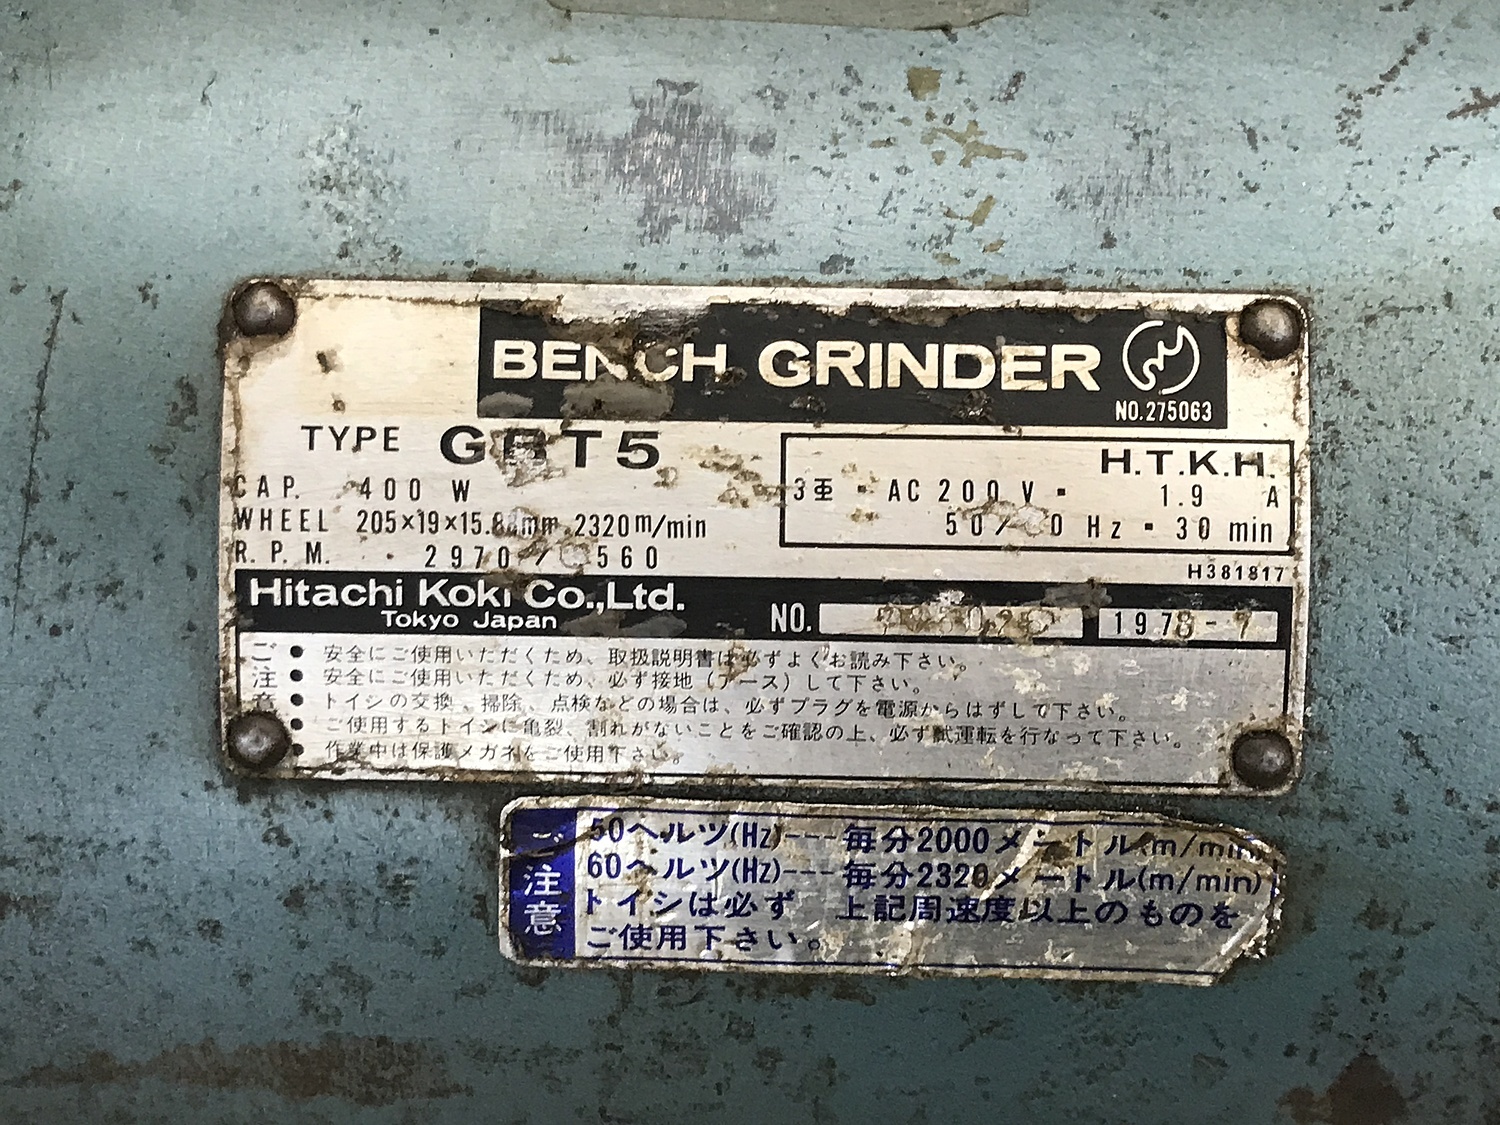 BENCH GRINDER
NO.275063
TYPE GBT5
H.T.K.H.
CAP. 400 W
3 · AC 200 V · 1.9 A
WHEEL 205×19×15.88mm 2320m/min
50/60 Hz · 30 min
R.P.M. 2970/3560
H381817
Hitachi Koki Co.,Ltd.
Tokyo Japan
NO.
1978-7
ご注意
● 安全にご使用いただくため、取扱説明書は必ずよくお読み下さい。
● 安全にご使用いただくため、必ず接地(アース)して下さい。
● トイシの交換、掃除、点検などの場合は、必ずプラグを電源からはずして下さい。
● ご使用するトイシに亀裂、割れがないことをご確認の上、必ず試運転を行なって下さい。
● 作業中は保護メガネをご使用下さい。
ご注意
50ヘルツ(Hz)---毎分2000メートル(m/min)
60ヘルツ(Hz)---毎分2320メートル(m/min)
トイシは必ず 上記周速度以上のものを
ご使用下さい。